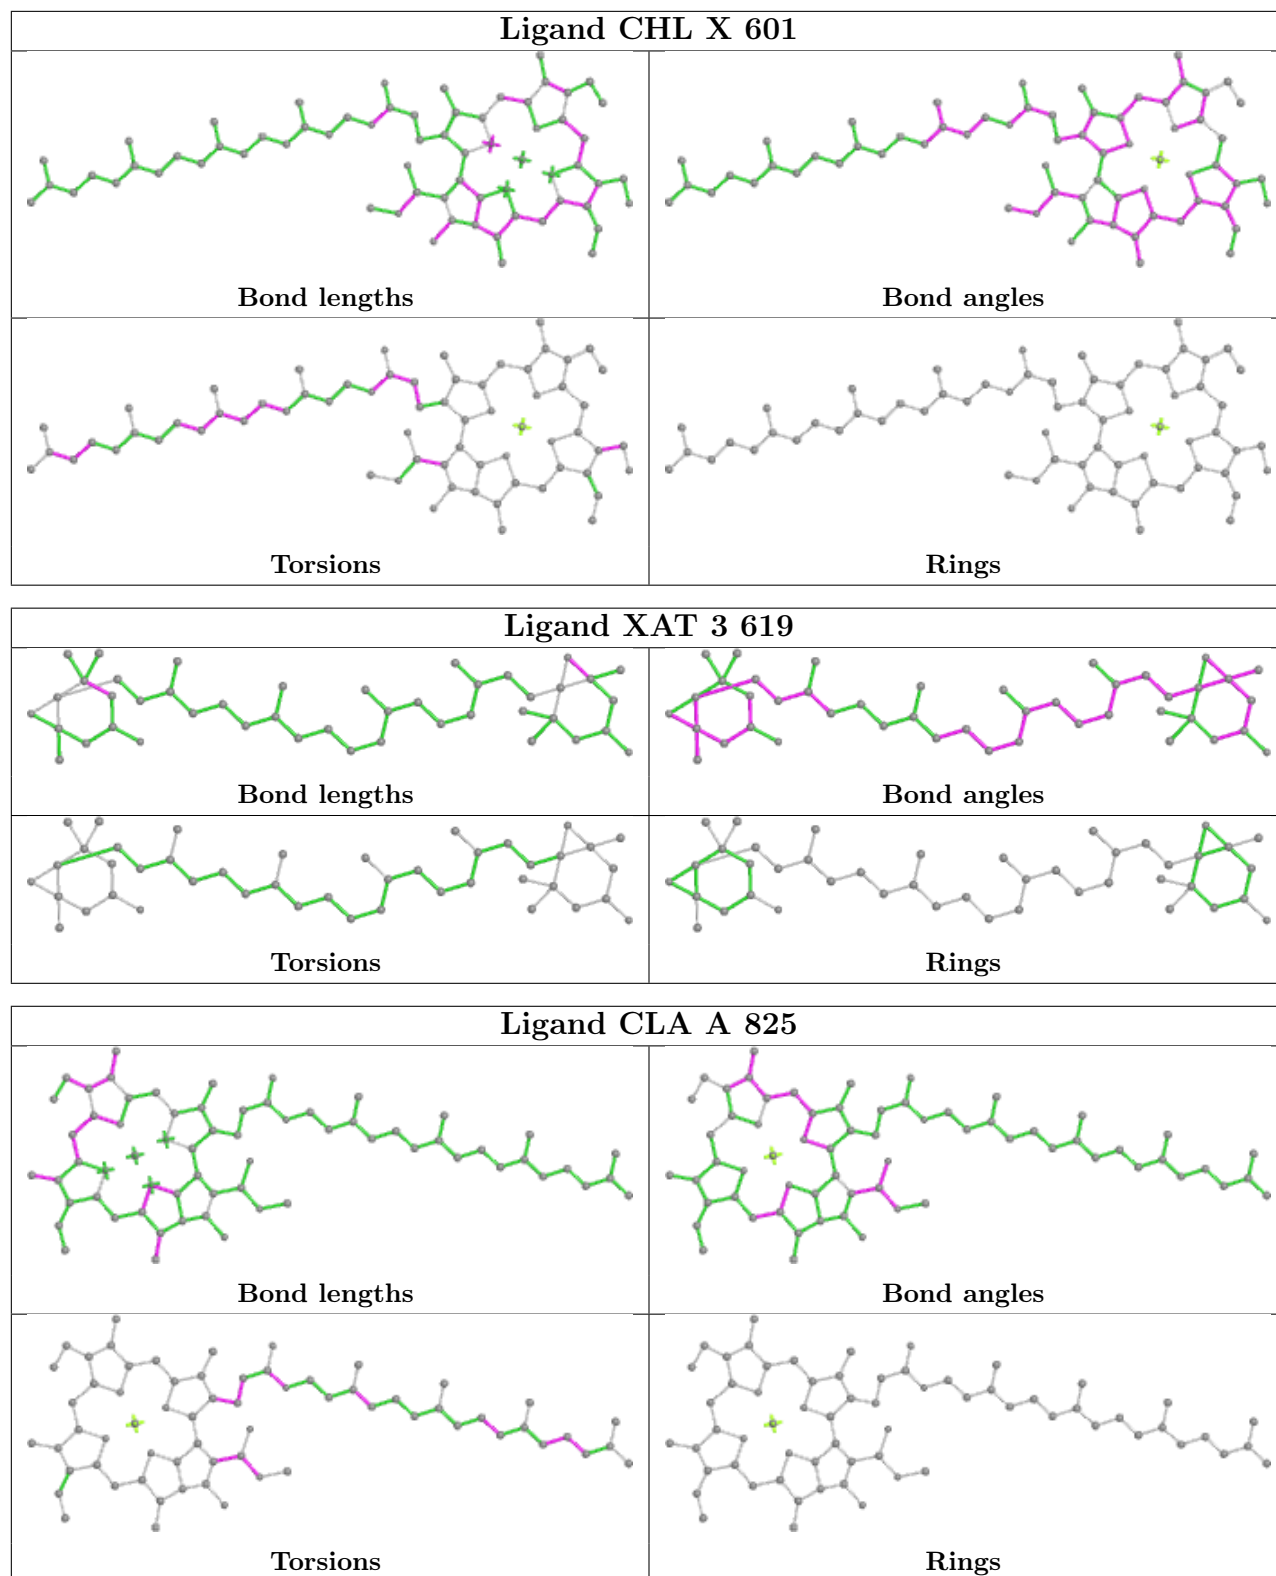 Ligand CHL X 601
Bond lengths
Bond angles
Torsions
Rings
Ligand XAT 3 619
Bond lengths
Bond angles
Torsions
Rings
Ligand CLA A 825
Bond lengths
Bond angles
Torsions
Rings